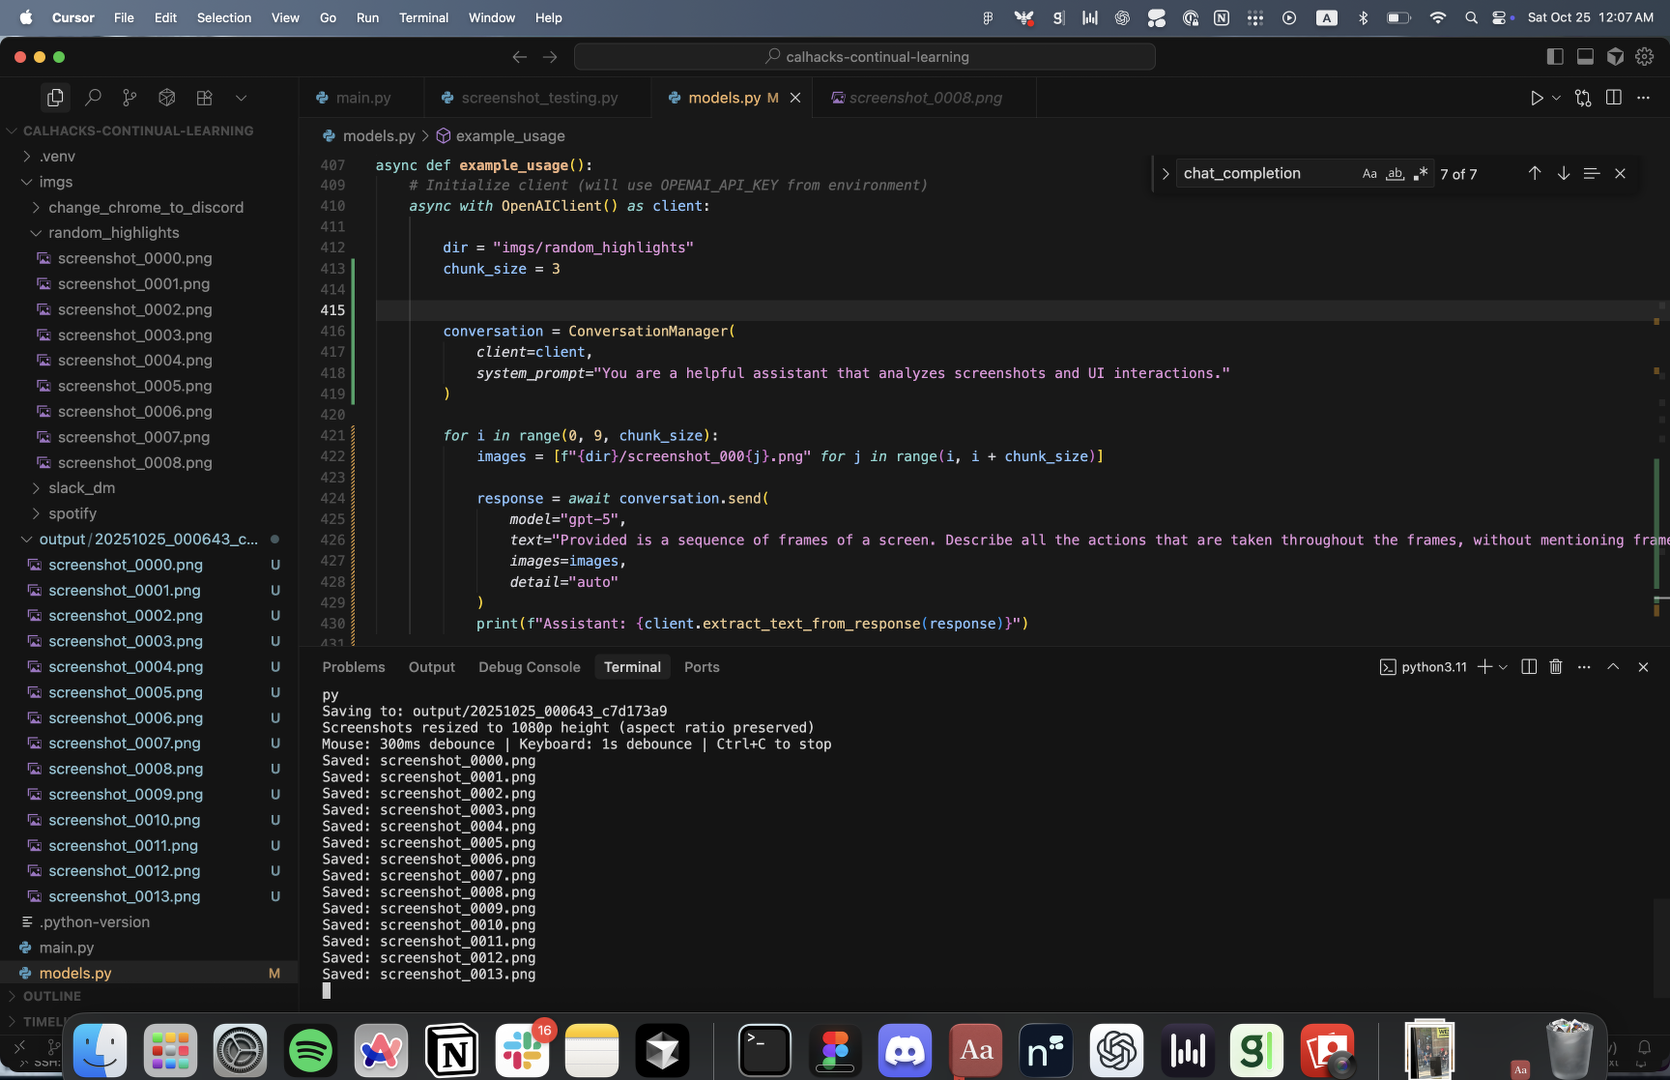 Cursor File Edit Selection View Go Run Terminal Window Help
Sat Oct 25 12:07 AM
calhacks-continual-learning
main.py
screenshot_testing.py
models.py M
screenshot_0008.png
CALHACKS-CONTINUAL-LEARNING
.venv
imgs
change_chrome_to_discord
random_highlights
screenshot_0000.png
screenshot_0001.png
screenshot_0002.png
screenshot_0003.png
screenshot_0004.png
screenshot_0005.png
screenshot_0006.png
screenshot_0007.png
screenshot_0008.png
slack_dm
spotify
output/20251025_000643_c...
screenshot_0000.png U
screenshot_0001.png U
screenshot_0002.png U
screenshot_0003.png U
screenshot_0004.png U
screenshot_0005.png U
screenshot_0006.png U
screenshot_0007.png U
screenshot_0008.png U
screenshot_0009.png U
screenshot_0010.png U
screenshot_0011.png U
screenshot_0012.png U
screenshot_0013.png U
.python-version
main.py
models.py M
OUTLINE
models.py > example_usage
chat_completion Aa ab 7 of 7
407 async def example_usage():
409 # Initialize client (will use OPENAI_API_KEY from environment)
410 async with OpenAIClient() as client:
411
412 dir = "imgs/random_highlights"
413 chunk_size = 3
414
415
416 conversation = ConversationManager(
417 client=client,
418 system_prompt="You are a helpful assistant that analyzes screenshots and UI interactions."
419 )
420
421 for i in range(0, 9, chunk_size):
422 images = [f"{dir}/screenshot_000{j}.png" for j in range(i, i + chunk_size)]
423
424 response = await conversation.send(
425 model="gpt-5",
426 text="Provided is a sequence of frames of a screen. Describe all the actions that are taken throughout the frames, without mentioning frame
427 images=images,
428 detail="auto"
429 )
430 print(f"Assistant: {client.extract_text_from_response(response)}")
431
Problems Output Debug Console Terminal Ports
python3.11
py
Saving to: output/20251025_000643_c7d173a9
Screenshots resized to 1080p height (aspect ratio preserved)
Mouse: 300ms debounce | Keyboard: 1s debounce | Ctrl+C to stop
Saved: screenshot_0000.png
Saved: screenshot_0001.png
Saved: screenshot_0002.png
Saved: screenshot_0003.png
Saved: screenshot_0004.png
Saved: screenshot_0005.png
Saved: screenshot_0006.png
Saved: screenshot_0007.png
Saved: screenshot_0008.png
Saved: screenshot_0009.png
Saved: screenshot_0010.png
Saved: screenshot_0011.png
Saved: screenshot_0012.png
Saved: screenshot_0013.png
16
Aa
Aa